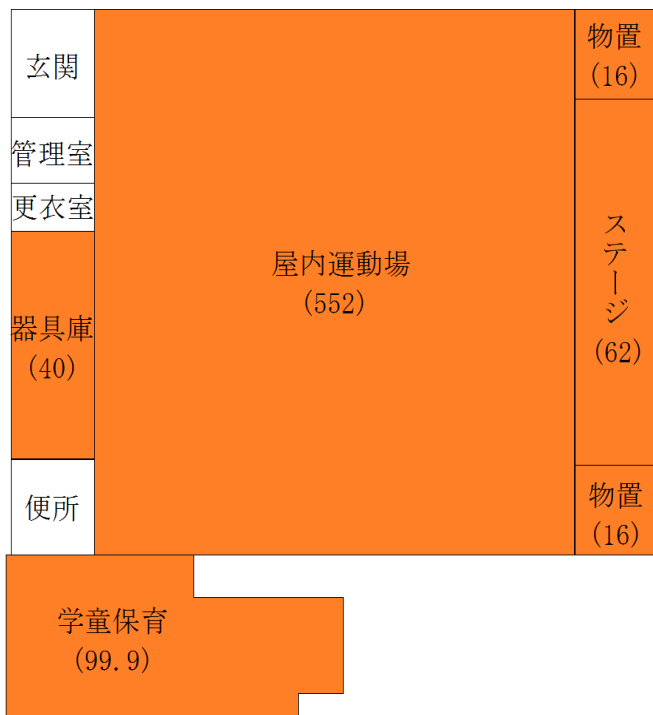 玄関
物置
(16)
管理室
更衣室
屋内運動場
(552)
ステージ
(62)
器具庫
(40)
便所
物置
(16)
学童保育
(99.9)